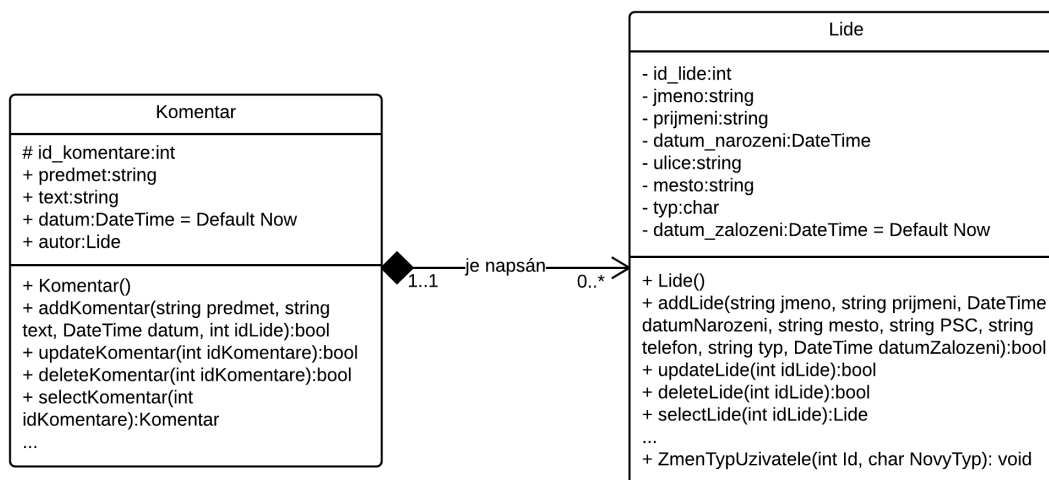 Komentar
# id_komentare:int
+ predmet:string
+ text:string
+ datum:DateTime = Default Now
+ autor:Lide
+ Komentar()
+ addKomentar(string predmet, string
text, DateTime datum, int idLide):bool
+ updateKomentar(int idKomentare):bool
+ deleteKomentar(int idKomentare):bool
+ selectKomentar(int
idKomentare):Komentar
...
1..1
je napsán
0..*
Lide
- id_lide:int
- jmeno:string
- prijmeni:string
- datum_narozeni:DateTime
- ulice:string
- mesto:string
- typ:char
- datum_zalozeni:DateTime = Default Now
+ Lide()
+ addLide(string jmeno, string prijmeni, DateTime
datumNarozeni, string mesto, string PSC, string
telefon, string typ, DateTime datumZalozeni):bool
+ updateLide(int idLide):bool
+ deleteLide(int idLide):bool
+ selectLide(int idLide):Lide
...
+ ZmenTypUzivatele(int Id, char NovyTyp): void